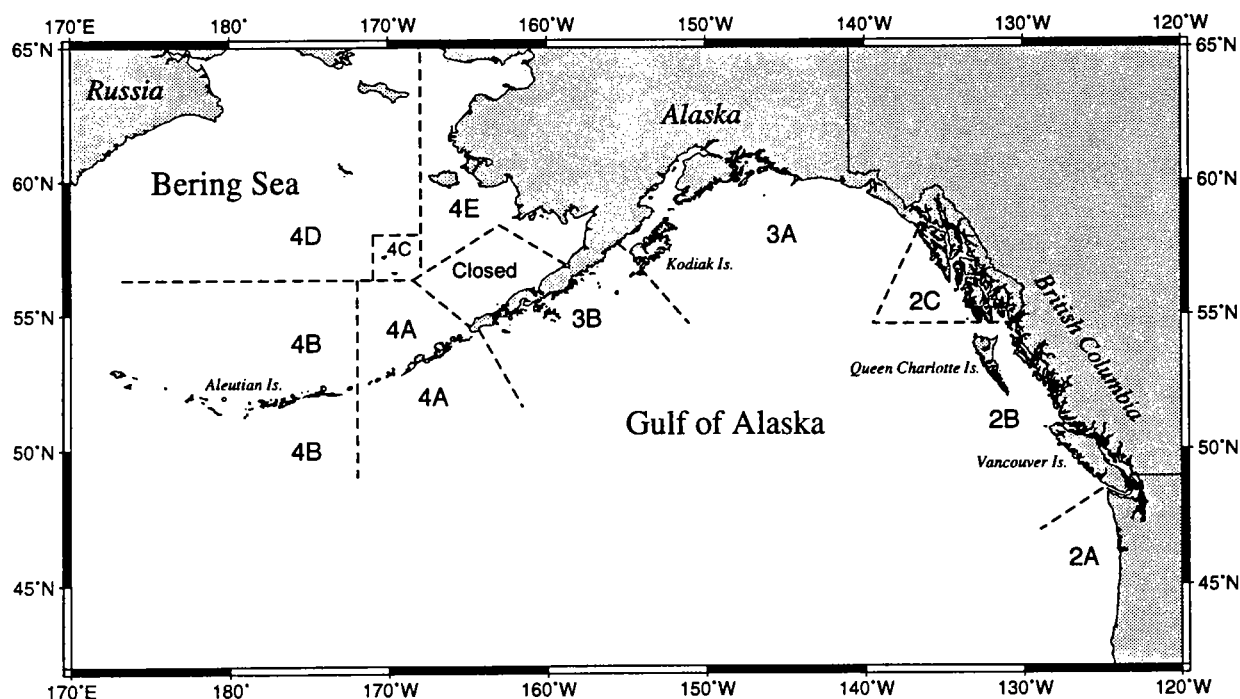 170°E 180° 170°W 160°W 150°W 140°W 130°W 120°W
65°N 65°N
Russia
Alaska
60°N 60°N
Bering Sea
4E
4D
4C
3A
Closed
Kodiak Is.
British Columbia
2C
55°N 55°N
4A
3B
4B
Queen Charlotte Is.
Aleutian Is.
4A
2B
Gulf of Alaska
50°N 50°N
4B
Vancouver Is.
2A
45°N 45°N
170°E 180° 170°W 160°W 150°W 140°W 130°W 120°W